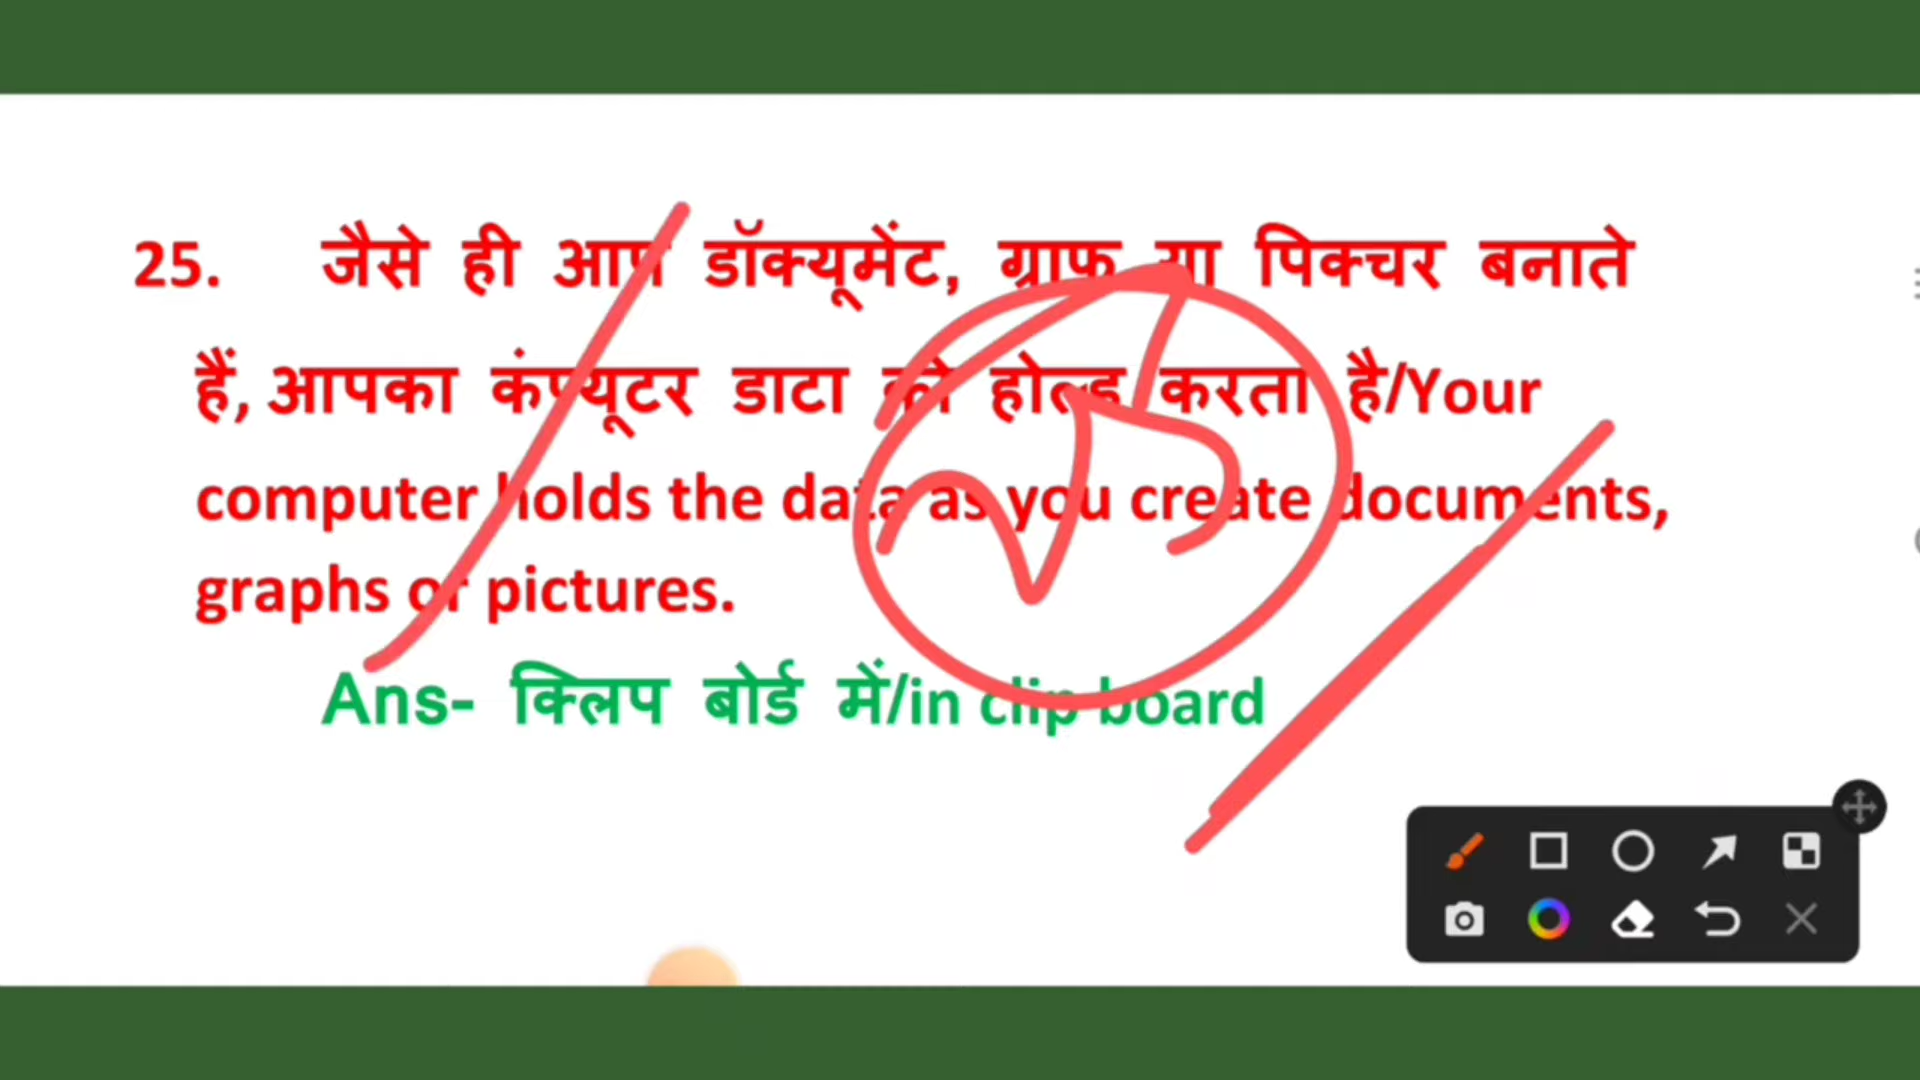 25. जैसे ही आप डॉक्यूमेंट, ग्राफ या पिक्चर बनाते
हैं, आपका कंप्यूटर डाटा को होल्ड करता है/Your
computer holds the data as you create documents,
graphs or pictures.
25
Ans- क्लिप बोर्ड में/in clip board